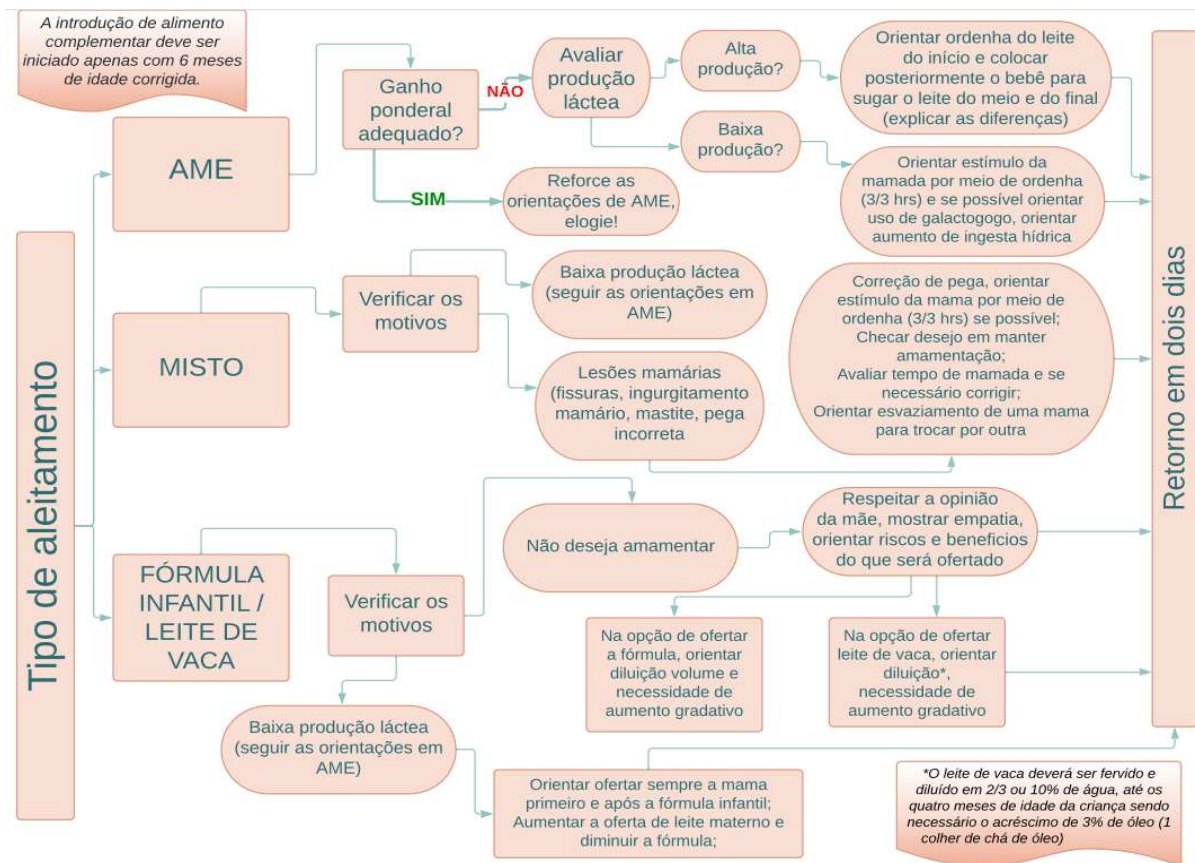 A introdução de alimento
complementar deve ser
iniciado apenas com 6 meses
de idade corrigida.
Tipo de aleitamento
AME
Ganho
ponderal
adequado?
NÃO
SIM
Avaliar
produção
láctea
Alta
produção?
Orientar ordenha do leite
do início e colocar
posteriormente o bebê para
sugar o leite do meio e do final
(explicar as diferenças)
Baixa
produção?
Orientar estímulo da
mamada por meio de ordenha
(3/3 hrs) e se possível orientar
uso de galactogogo, orientar
aumento de ingesta hídrica
Reforce as
orientações de AME,
elogie!
MISTO
Verificar os
motivos
Baixa produção láctea
(seguir as orientações em
AME)
Lesões mamárias
(fissuras, ingurgitamento
mamário, mastite, pega
incorreta
Correção de pega, orientar
estímulo da mama por meio de
ordenha (3/3 hrs) se possível;
Checar desejo em manter
amamentação;
Avaliar tempo de mamada e se
necessário corrigir;
Orientar esvaziamento de uma mama
para trocar por outra
FÓRMULA
INFANTIL /
LEITE DE
VACA
Verificar os
motivos
Não deseja amamentar
Respeitar a opinião
da mãe, mostrar empatia,
orientar riscos e beneficios
do que será ofertado
Na opção de ofertar
a fórmula, orientar
diluição volume e
necessidade de
aumento gradativo
Na opção de ofertar
leite de vaca, orientar
diluição*,
necessidade de
aumento gradativo
Baixa produção láctea
(seguir as orientações em
AME)
Orientar ofertar sempre a mama
primeiro e após a fórmula infantil;
Aumentar a oferta de leite materno e
diminuir a fórmula;
Retorno em dois dias
*O leite de vaca deverá ser fervido e
diluído em 2/3 ou 10% de água, até os
quatro meses de idade da criança sendo
necessário o acréscimo de 3% de óleo (1
colher de chá de óleo)